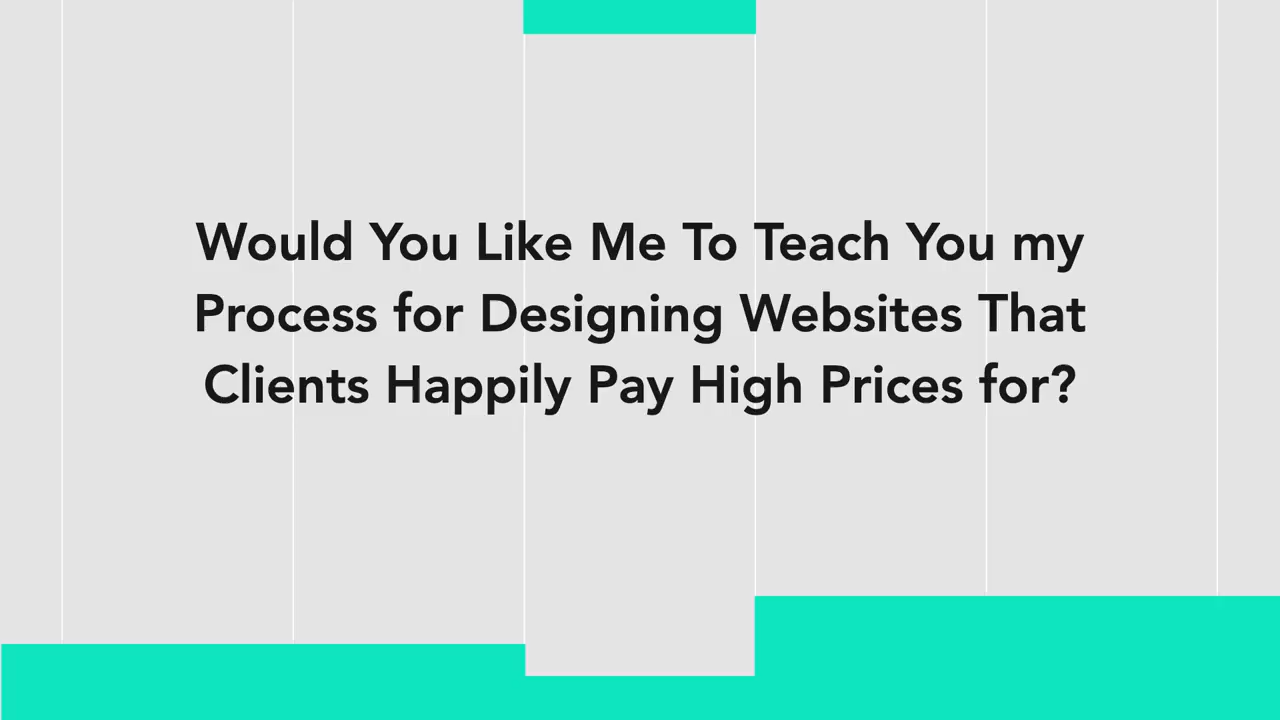 Would You Like Me To Teach You my
Process for Designing Websites That
Clients Happily Pay High Prices for?